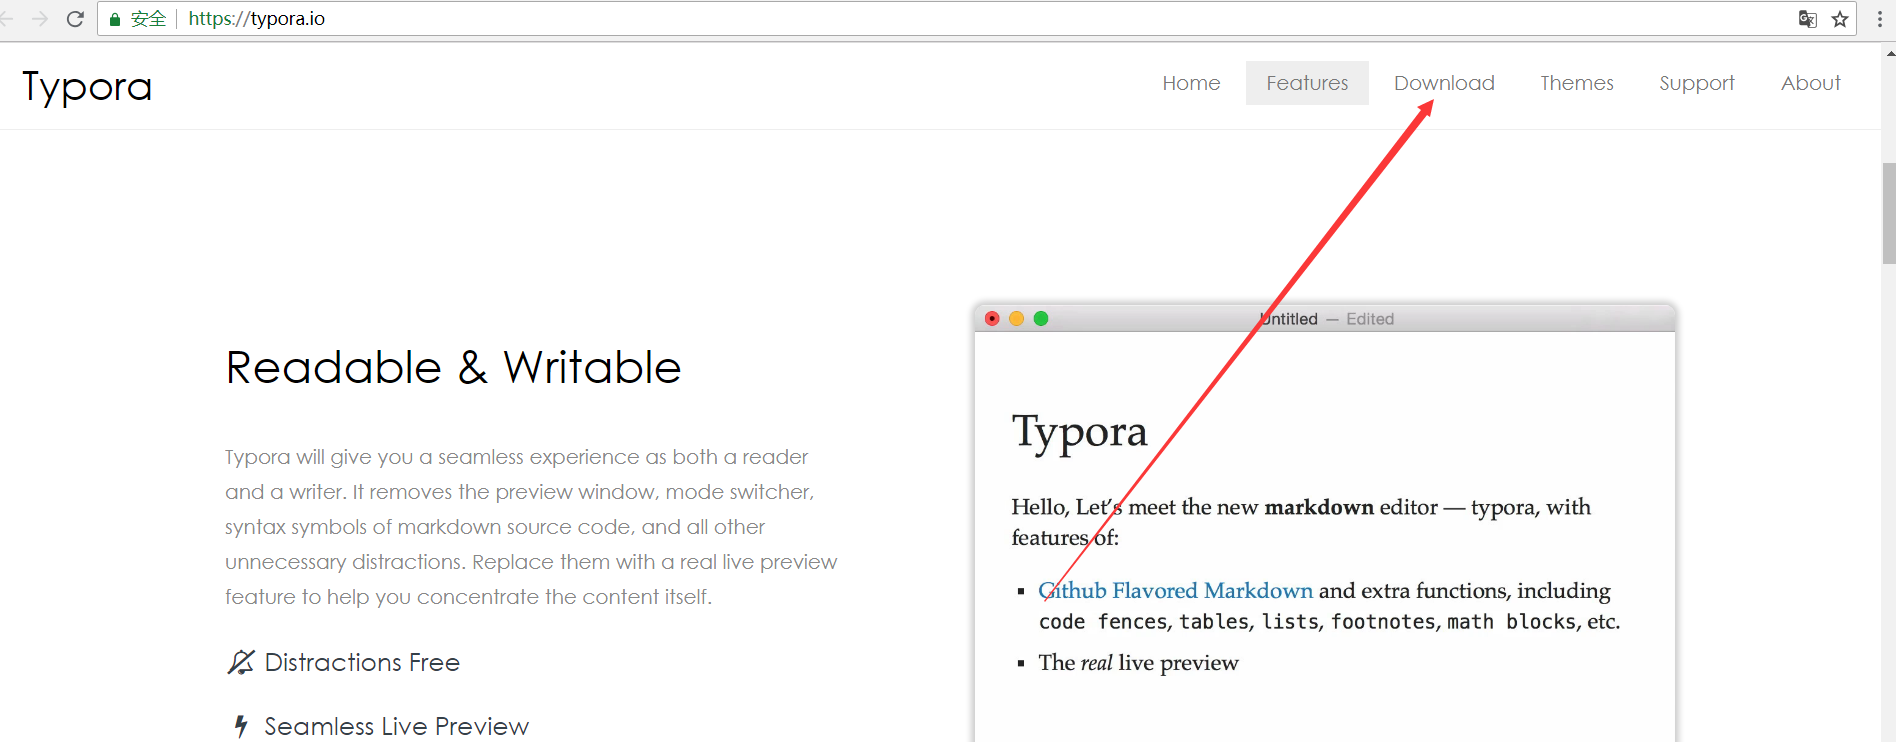 安全 https://typora.io
Typora
Home Features Download Themes Support About
Readable & Writable
Typora will give you a seamless experience as both a reader
and a writer. It removes the preview window, mode switcher,
syntax symbols of markdown source code, and all other
unnecessary distractions. Replace them with a real live preview
feature to help you concentrate the content itself.
Distractions Free
Seamless Live Preview
Untitled — Edited
Typora
Hello, Let's meet the new markdown editor — typora, with
features of:
▪ Github Flavored Markdown and extra functions, including
code fences, tables, lists, footnotes, math blocks, etc.
▪ The real live preview